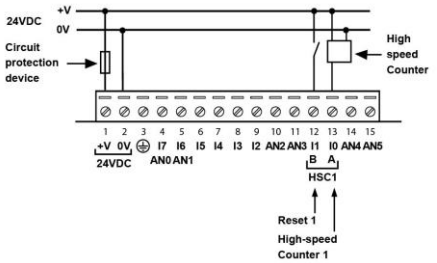 +V
24VDC
0V
Circuit
protection
device
High
speed
Counter
1 2 3 4 5 6 7 8 9 10 11 12 13 14 15
+V 0V I7 I6 I5 I4 I3 I2 AN2 AN3 I1 I0 AN4 AN5
24VDC AN0 AN1 B A
HSC1
Reset 1
High-speed
Counter 1